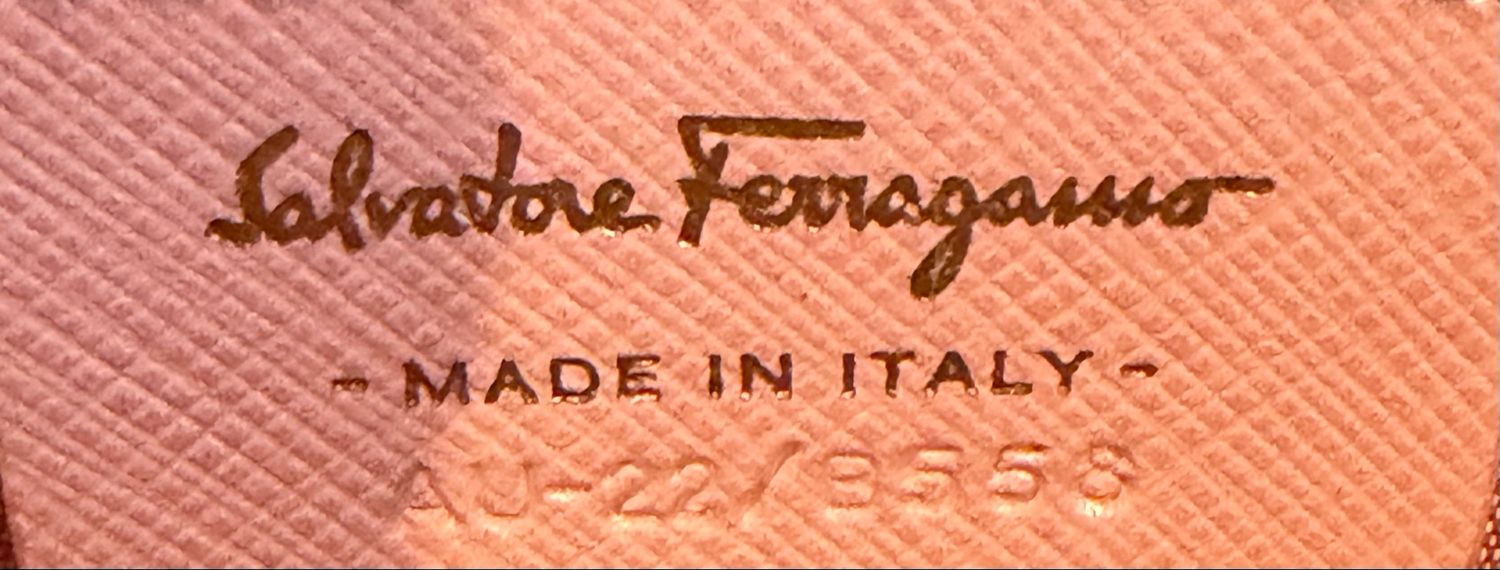 Salvatore Ferragamo
- MADE IN ITALY -